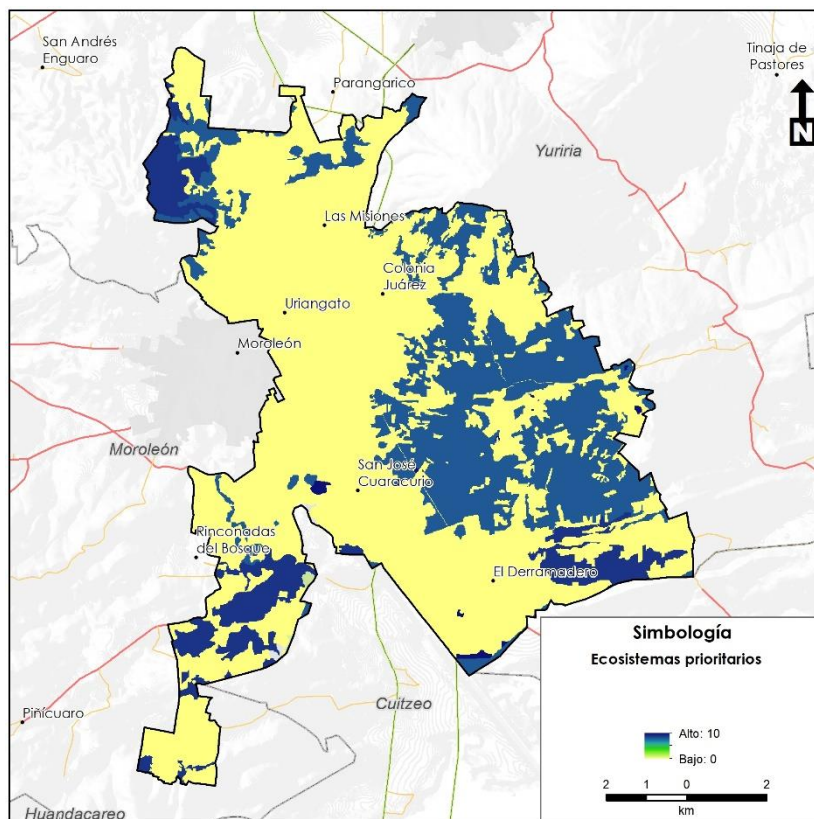 San Andrés
Enguaro
Parangarico
Tinaja de
Pastores
N
Yuriria
Las Misiones
Colonia
Juárez
Uriangato
Moroleón
Moroleón
San José
Cuaracurio
Rinconadas
del Bosque
El Derramadero
Cuitzeo
Piñícuaro
Huandacareo
Simbología
Ecosistemas prioritarios
Alto: 10
Bajo: 0
2 1 0 2
km